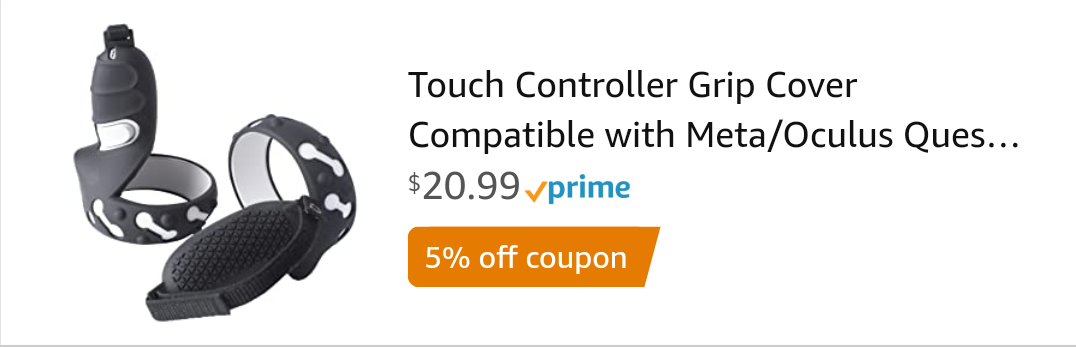 Touch Controller Grip Cover
Compatible with Meta/Oculus Ques...
$20.99 prime
5% off coupon